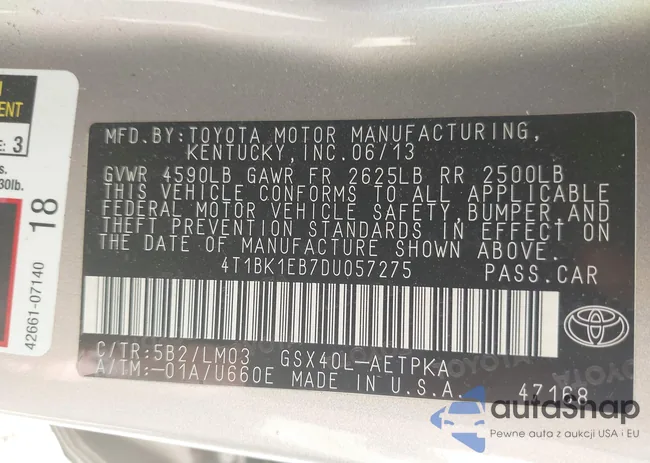 MENT
E: 3
s.
30lb.
18
42661-07140
MFD.BY:TOYOTA MOTOR MANUFACTURING,
KENTUCKY,INC.06/13
GVWR 4590LB GAWR FR 2625LB RR 2500LB
THIS VEHICLE CONFORMS TO ALL APPLICABLE
FEDERAL MOTOR VEHICLE SAFETY,BUMPER,AND
THEFT PREVENTION STANDARDS IN EFFECT ON
THE DATE OF MANUFACTURE SHOWN ABOVE.
4T1BK1EB7DU057275 PASS.CAR
C/TR:5B2/LM03 GSX40L-AETPKA
A/TM:-01A/U660E MADE IN U.S.A. 47168
autoSnap
Pewne auta z aukcji USA i EU